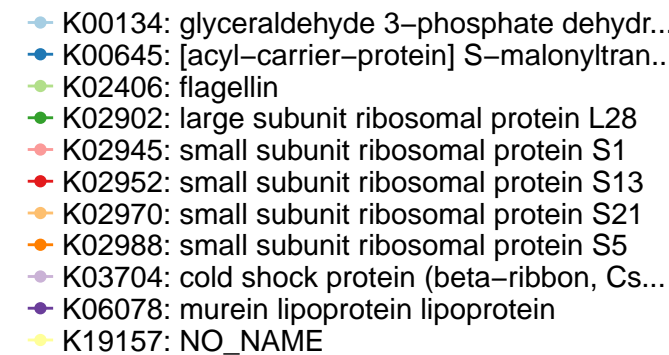 K00134: glyceraldehyde 3−phosphate dehydr...
K00645: [acyl−carrier−protein] S−malonyltran...
K02406: flagellin
K02902: large subunit ribosomal protein L28
K02945: small subunit ribosomal protein S1
K02952: small subunit ribosomal protein S13
K02970: small subunit ribosomal protein S21
K02988: small subunit ribosomal protein S5
K03704: cold shock protein (beta−ribbon, Cs...
K06078: murein lipoprotein lipoprotein
K19157: NO_NAME